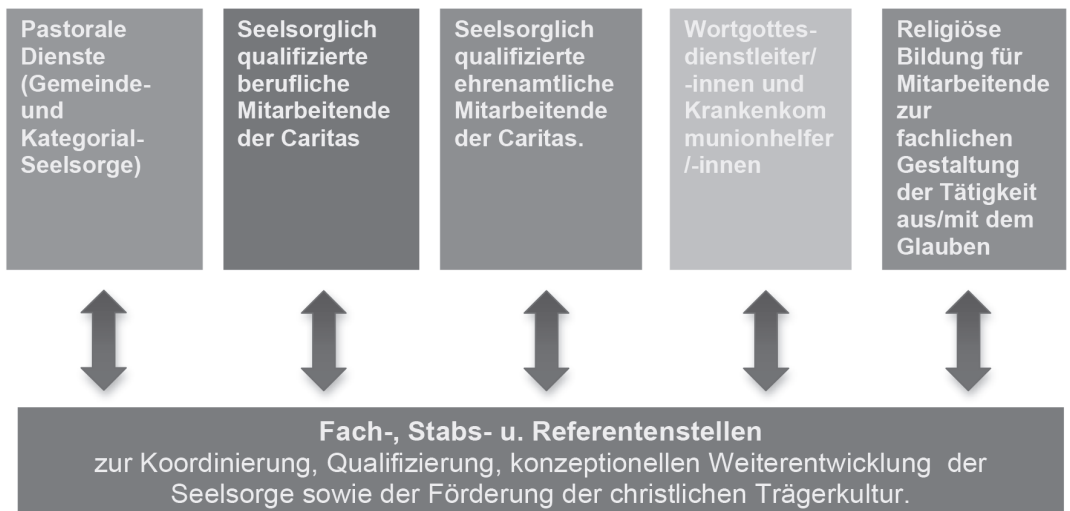 Pastorale
Dienste
(Gemeinde-
und
Kategorial-
Seelsorge)
Seelsorglich
qualifizierte
berufliche
Mitarbeitende
der Caritas
Seelsorglich
qualifizierte
ehrenamtliche
Mitarbeitende
der Caritas.
Wortgottes-
dienstleiter/
-innen und
Krankenkom
munionhelfer
/-innen
Religiöse
Bildung für
Mitarbeitende
zur
fachlichen
Gestaltung
der Tätigkeit
aus/mit dem
Glauben
Fach-, Stabs- u. Referentenstellen
zur Koordinierung, Qualifizierung, konzeptionellen Weiterentwicklung der
Seelsorge sowie der Förderung der christlichen Trägerkultur.